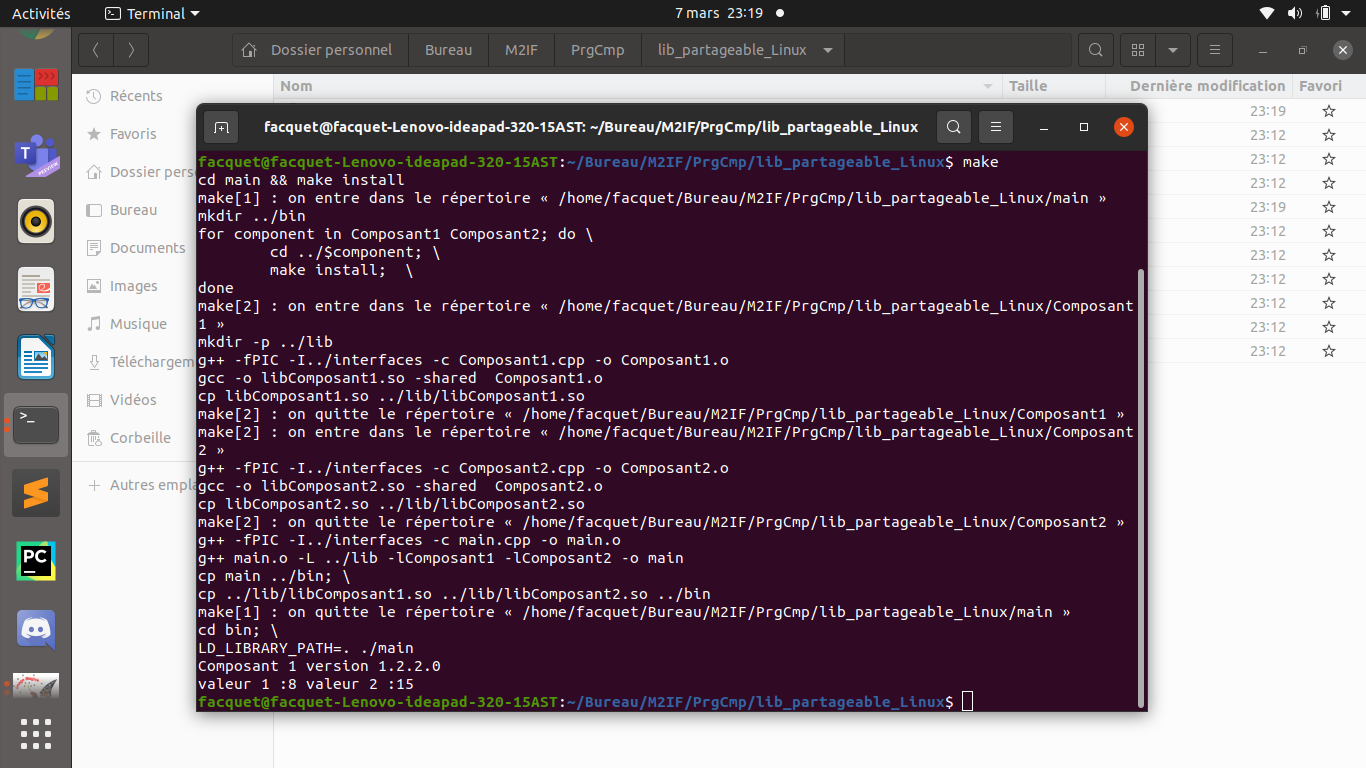 Activités
Terminal
7 mars 23:19
Dossier personnel
Bureau
M2IF
PrgCmp
lib_partageable_Linux
Nom
Taille
Dernière modification
Favori
Récents
Favoris
Dossier pers
Bureau
Documents
Images
Musique
Téléchargem
Vidéos
Corbeille
Autres empla
23:19
23:12
23:12
23:12
23:19
23:12
23:12
23:12
23:12
23:12
23:12
facquet@facquet-Lenovo-ideapad-320-15AST: ~/Bureau/M2IF/PrgCmp/lib_partageable_Linux
facquet@facquet-Lenovo-ideapad-320-15AST:~/Bureau/M2IF/PrgCmp/lib_partageable_Linux$ make
cd main && make install
make[1] : on entre dans le répertoire « /home/facquet/Bureau/M2IF/PrgCmp/lib_partageable_Linux/main »
mkdir ../bin
for component in Composant1 Composant2; do \
cd ../$component; \
make install;  \
done
make[2] : on entre dans le répertoire « /home/facquet/Bureau/M2IF/PrgCmp/lib_partageable_Linux/Composant
1 »
mkdir -p ../lib
g++ -fPIC -I../interfaces -c Composant1.cpp -o Composant1.o
gcc -o libComposant1.so -shared  Composant1.o
cp libComposant1.so ../lib/libComposant1.so
make[2] : on quitte le répertoire « /home/facquet/Bureau/M2IF/PrgCmp/lib_partageable_Linux/Composant1 »
make[2] : on entre dans le répertoire « /home/facquet/Bureau/M2IF/PrgCmp/lib_partageable_Linux/Composant
2 »
g++ -fPIC -I../interfaces -c Composant2.cpp -o Composant2.o
gcc -o libComposant2.so -shared  Composant2.o
cp libComposant2.so ../lib/libComposant2.so
make[2] : on quitte le répertoire « /home/facquet/Bureau/M2IF/PrgCmp/lib_partageable_Linux/Composant2 »
g++ -fPIC -I../interfaces -c main.cpp -o main.o
g++ main.o -L ../lib -lComposant1 -lComposant2 -o main
cp main ../bin; \
cp ../lib/libComposant1.so ../lib/libComposant2.so ../bin
make[1] : on quitte le répertoire « /home/facquet/Bureau/M2IF/PrgCmp/lib_partageable_Linux/main »
cd bin; \
LD_LIBRARY_PATH=. ./main
Composant 1 version 1.2.2.0
valeur 1 :8 valeur 2 :15
facquet@facquet-Lenovo-ideapad-320-15AST:~/Bureau/M2IF/PrgCmp/lib_partageable_Linux$
T
PREVIEW
>_
PC